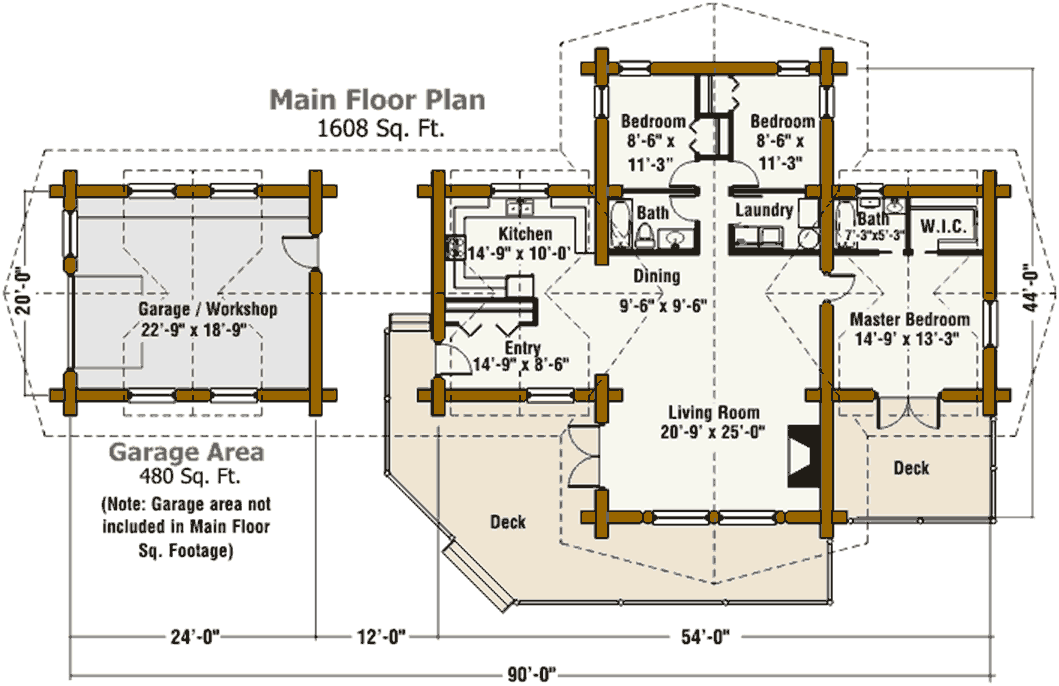 Main Floor Plan
1608 Sq. Ft.
Bedroom
8'-6" x
11'-3"
Bedroom
8'-6" x
11'-3"
Bath
Laundry
Bath
7'-3"x5'-3"
W.I.C.
Kitchen
14'-9" x 10'-0'
Dining
9'-6" x 9'-6"
20'-0"
44'-0"
Garage / Workshop
22'-9" x 18'-9"
Entry
14'-9" x 8'-6"
Master Bedroom
14'-9' x 13'-3"
Living Room
20'-9' x 25'-0"
Garage Area
480 Sq. Ft.
(Note: Garage area not
included in Main Floor
Sq. Footage)
Deck
Deck
24'-0"
12'-0"
54'-0"
90'-0"